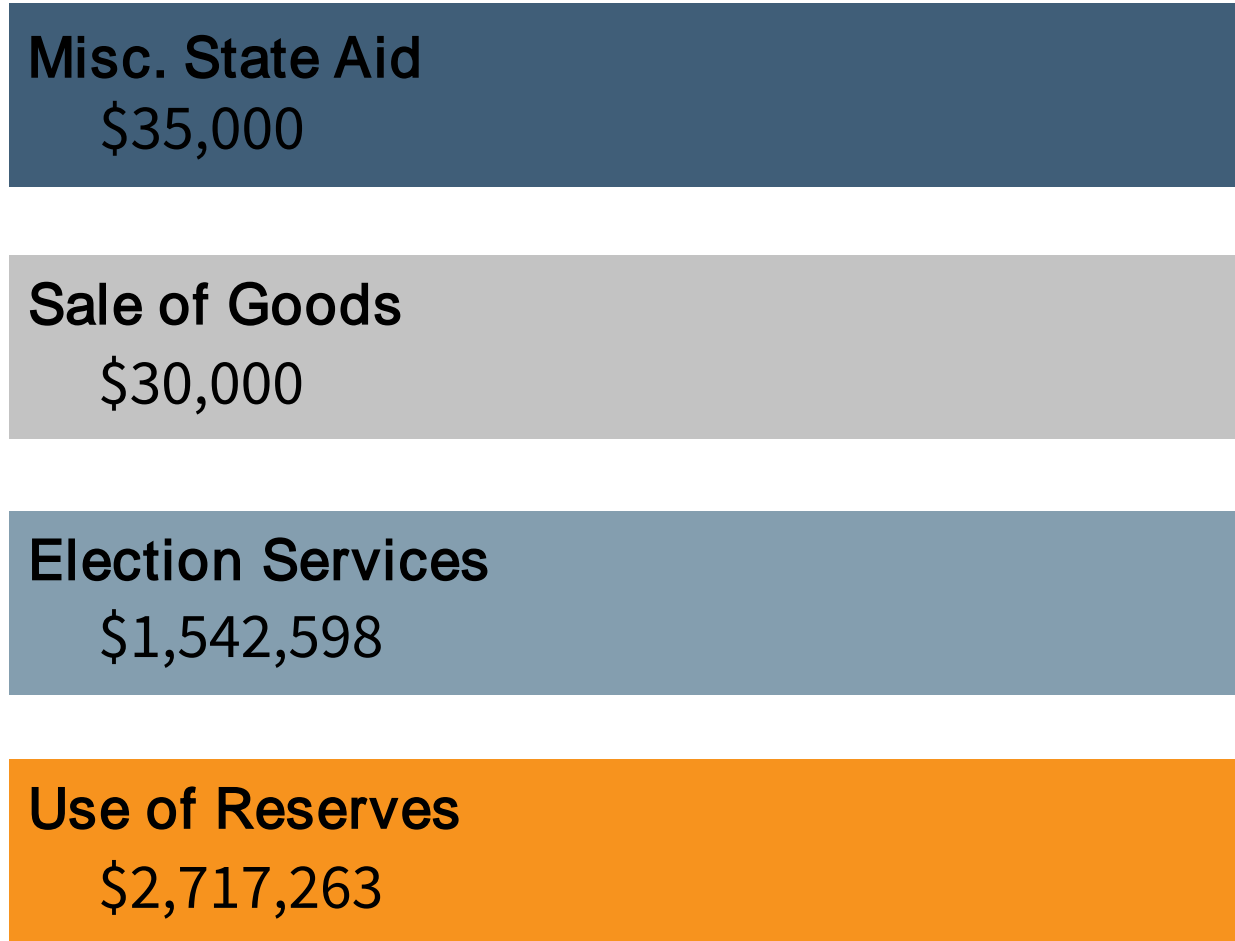 Misc. State Aid
$35,000
Sale of Goods
$30,000
Election Services
$1,542,598
Use of Reserves
$2,717,263